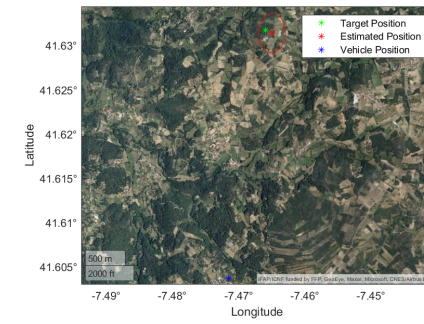 Target Position
Estimated Position
Vehicle Position
41.63°
41.625°
41.62°
41.615°
41.61°
41.605°
Latitude
500 m
2000 ft
-7.49°
-7.48°
-7.47°
-7.46°
-7.45°
Longitude